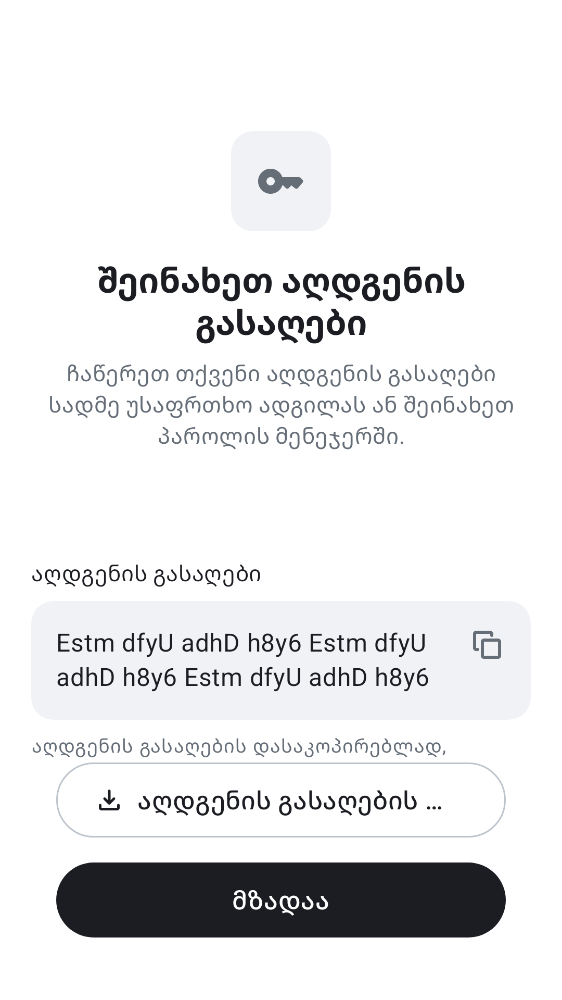 შეინახეთ აღდგენის
გასაღები
ჩაწერეთ თქვენი აღდგენის გასაღები
სადმე უსაფრთხო ადგილას ან შეინახეთ
პაროლის მენეჯერში.
აღდგენის გასაღები
Estm dfyU adhD h8y6 Estm dfyU
adhD h8y6 Estm dfyU adhD h8y6
აღდგენის გასაღების დასაკოპირებლად,
აღდგენის გასაღების ...
მზადაა